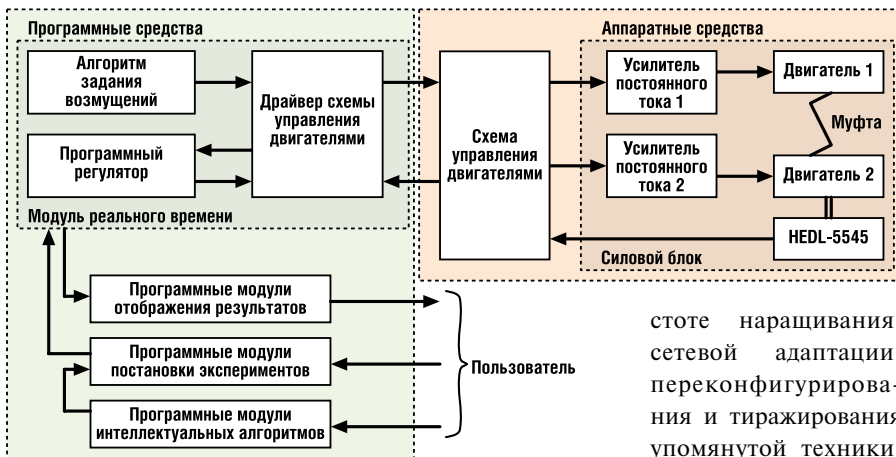 Программные средства
Аппаратные средства
Алгоритм
задания
возмущений
Драйвер схемы
управления
двигателями
Программный
регулятор
Модуль реального времени
Схема
управления
двигателями
Усилитель
постоянного
тока 1
Двигатель 1
Муфта
Усилитель
постоянного
тока 2
Двигатель 2
HEDL-5545
Силовой блок
Программные модули
отображения результатов
Программные модули
постановки экспериментов
Программные модули
интеллектуальных алгоритмов
Пользователь
стоте наращивания
сетевой адаптации
переконфигурирова-
ния и тиражирования
упомянутой техники